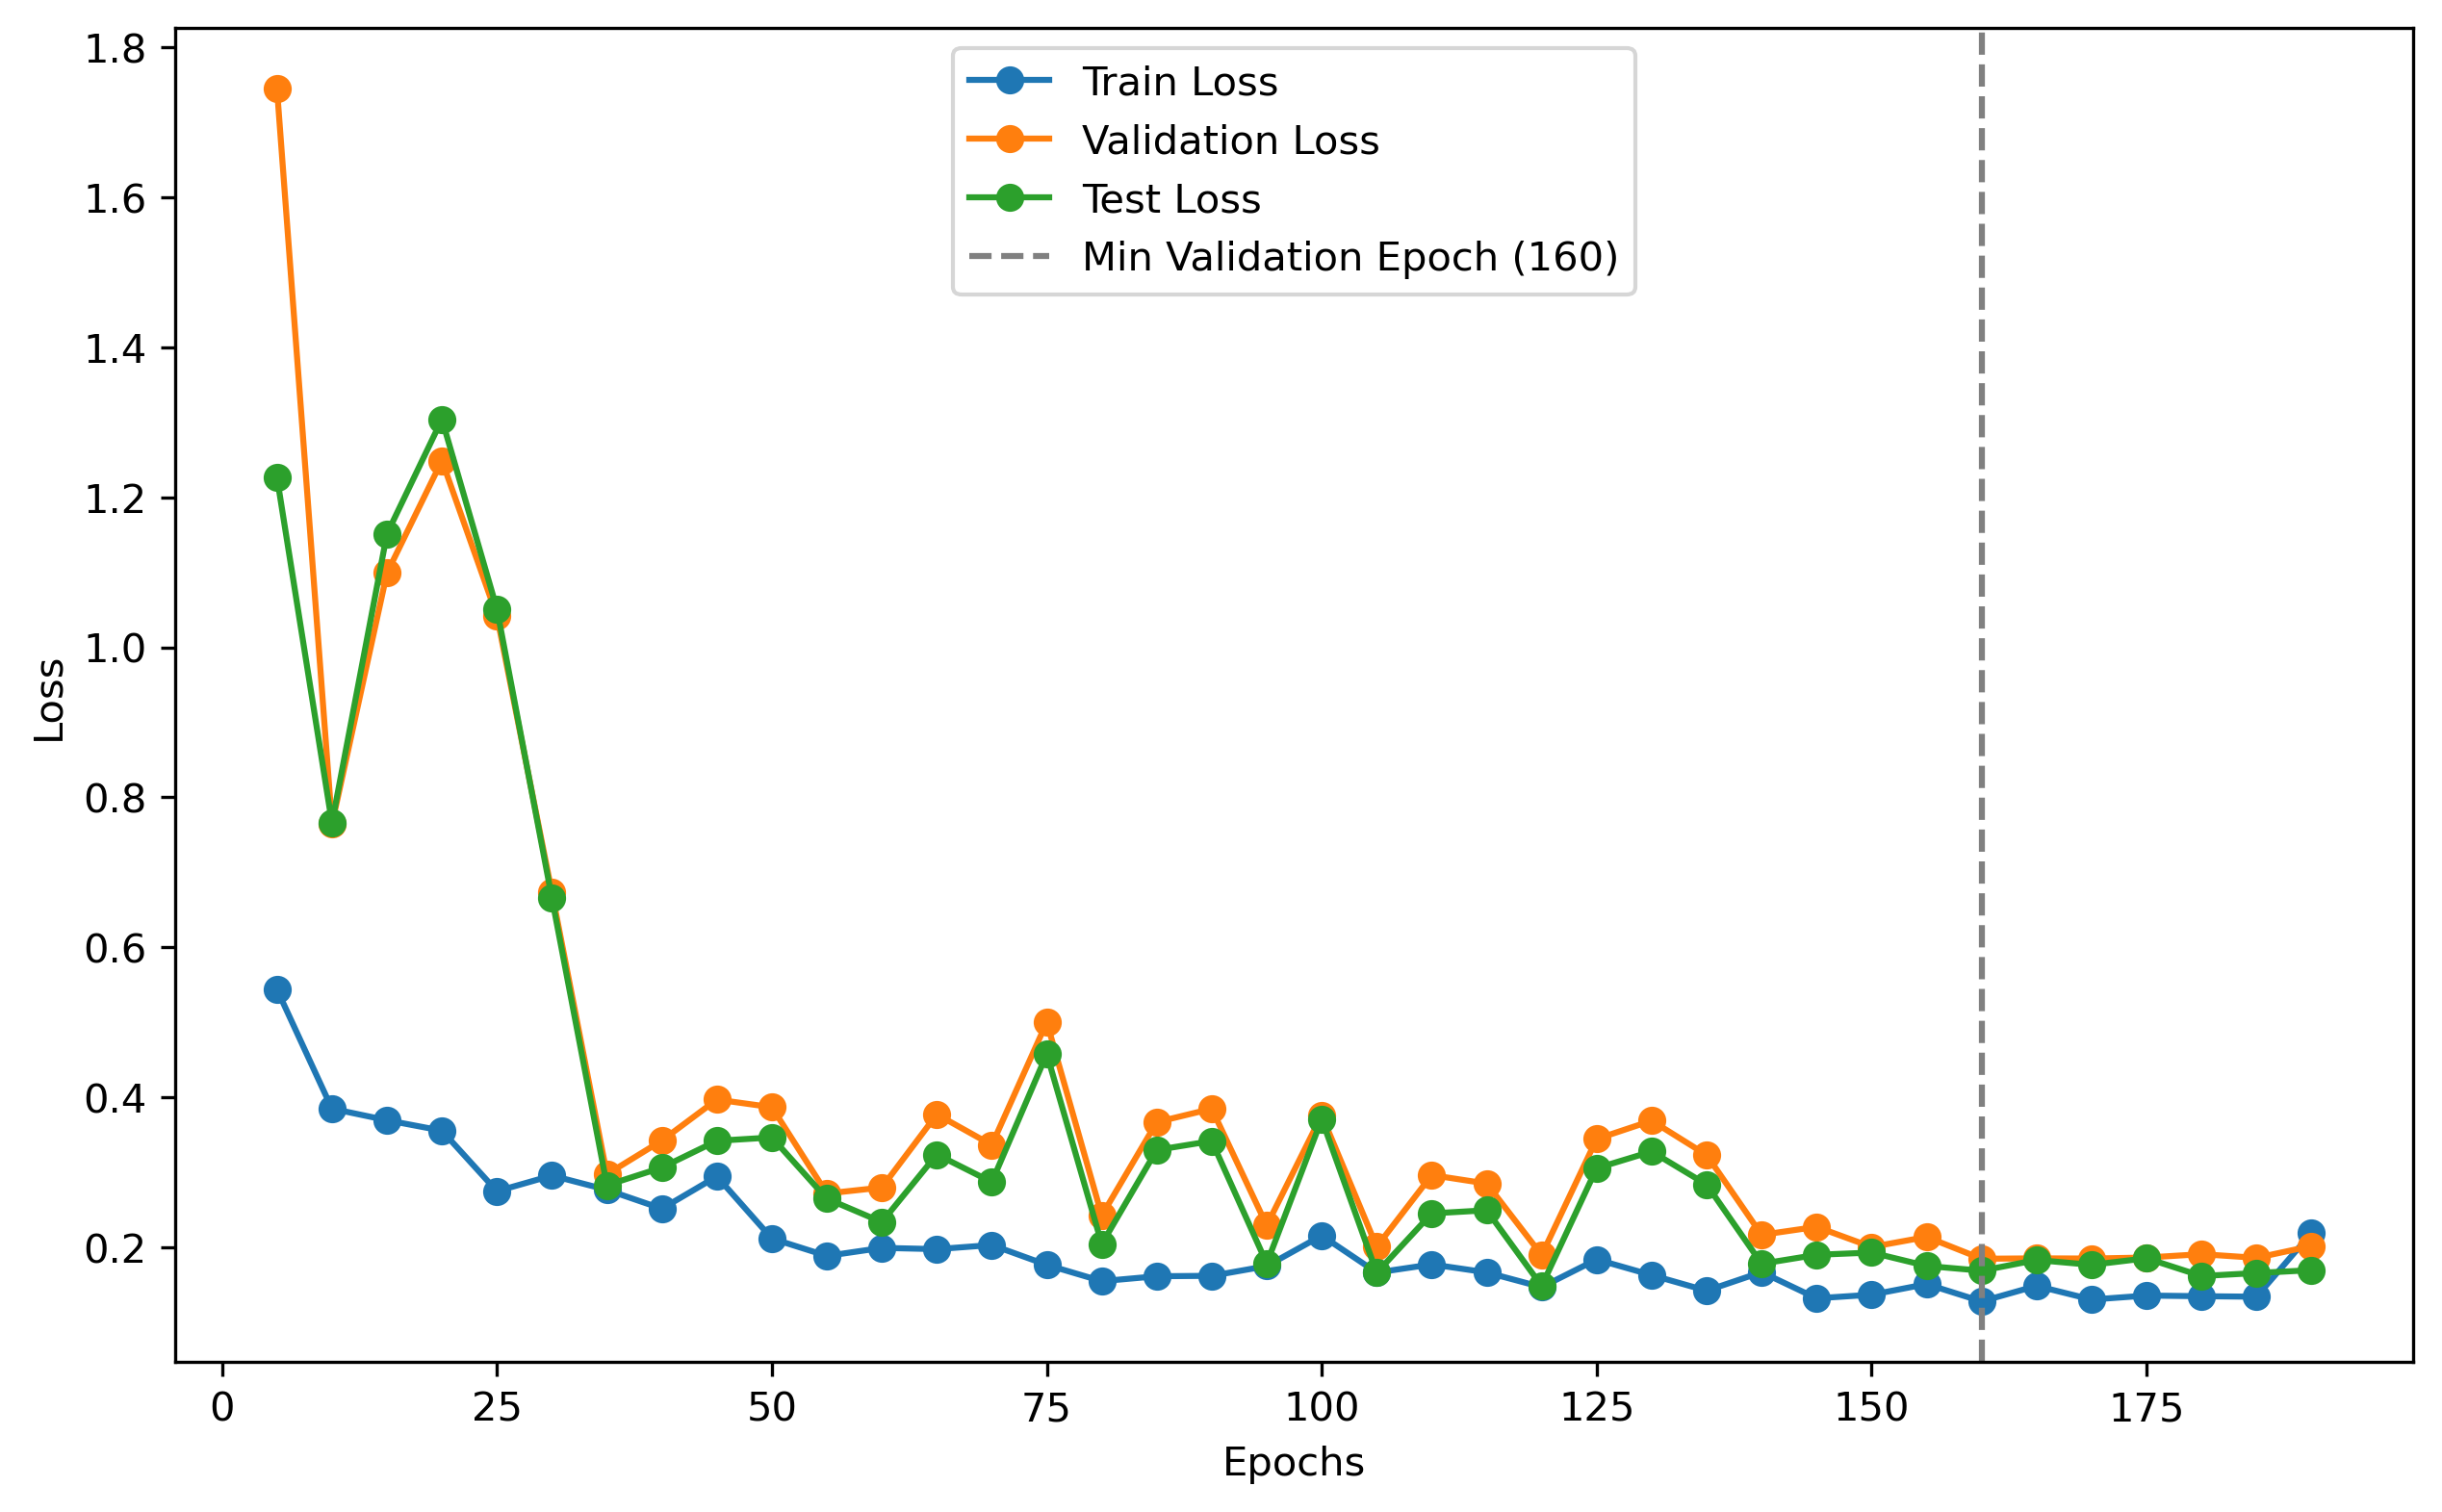 Train Loss
Validation Loss
Test Loss
Min Validation Epoch (160)
1.8
1.6
1.4
1.2
1.0
0.8
0.6
0.4
0.2
Loss
0 25 50 75 100 125 150 175
Epochs